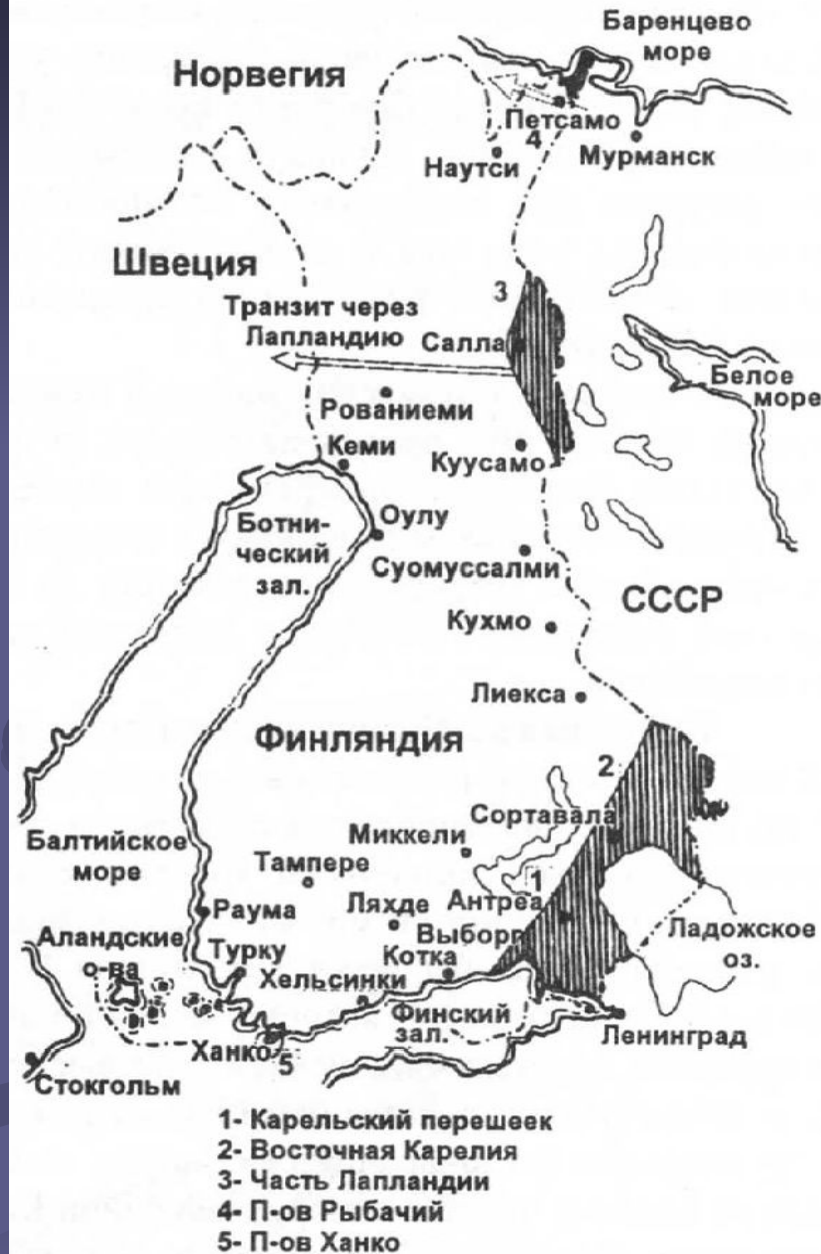 Баренцево
море
Норвегия
Петсамо
4
Наутси
Мурманск
Швеция
3
Транзит через
Лапландию
Салла
Белое
море
Рованиеми
Кеми
Куусамо
Ботни-
ческий
зал.
Оулу
Суомуссалми
СССР
Кухмо
Лиекса
Финляндия
2
Сортавала
Балтийское
море
Миккели
Тампере
1
Антреа
Раума
Ляхде
Выборг
Ладожское
оз.
Аландские
о-ва
Турку
Котка
Хельсинки
Финский
зал.
Ленинград
Ханко
5
Стокгольм
1- Карельский перешеек
2- Восточная Карелия
3- Часть Лапландии
4- П-ов Рыбачий
5- П-ов Ханко